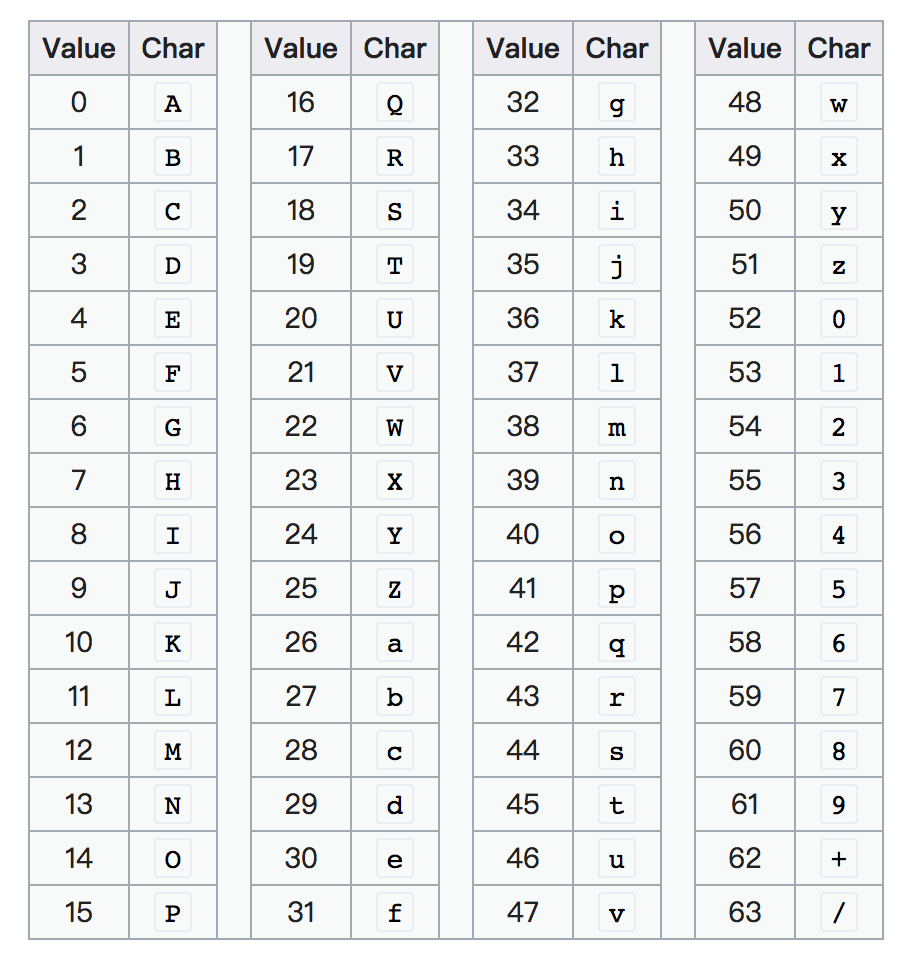 Value Char Value Char Value Char Value Char
0 A 16 Q 32 g 48 w
1 B 17 R 33 h 49 x
2 C 18 S 34 i 50 y
3 D 19 T 35 j 51 z
4 E 20 U 36 k 52 0
5 F 21 V 37 l 53 1
6 G 22 W 38 m 54 2
7 H 23 X 39 n 55 3
8 I 24 Y 40 o 56 4
9 J 25 Z 41 p 57 5
10 K 26 a 42 q 58 6
11 L 27 b 43 r 59 7
12 M 28 c 44 s 60 8
13 N 29 d 45 t 61 9
14 O 30 e 46 u 62 +
15 P 31 f 47 v 63 /